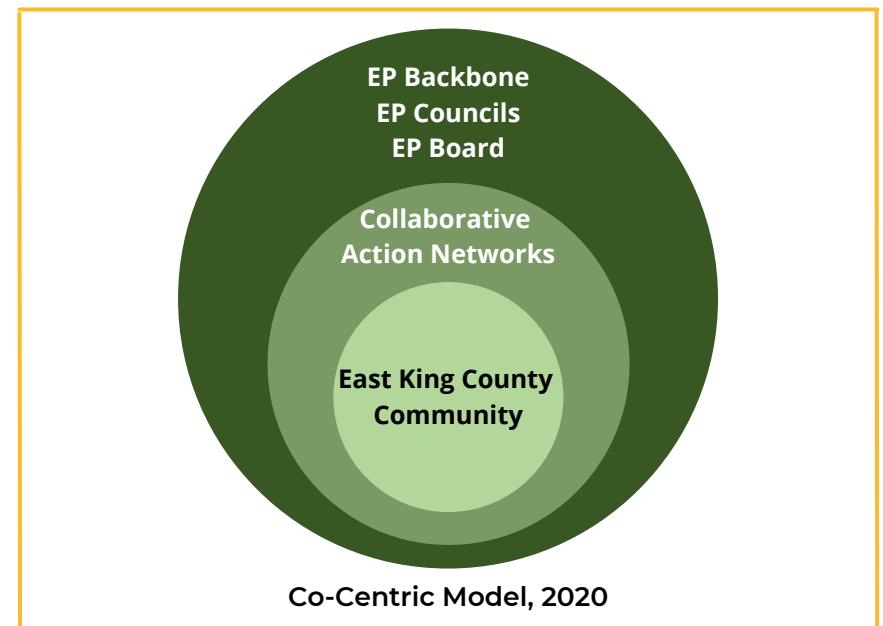 EP Backbone
EP Councils
EP Board
Collaborative
Action Networks
East King County
Community
Co-Centric Model, 2020